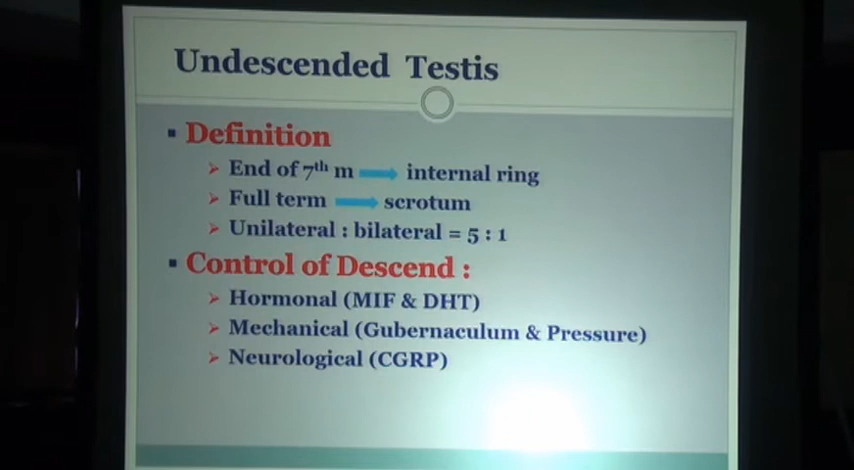 Undescended Testis
▪ Definition
➢ End of 7th m ➡ internal ring
➢ Full term ➡ scrotum
➢ Unilateral : bilateral = 5 : 1
▪ Control of Descend :
➢ Hormonal (MIF & DHT)
➢ Mechanical (Gubernaculum & Pressure)
➢ Neurological (CGRP)